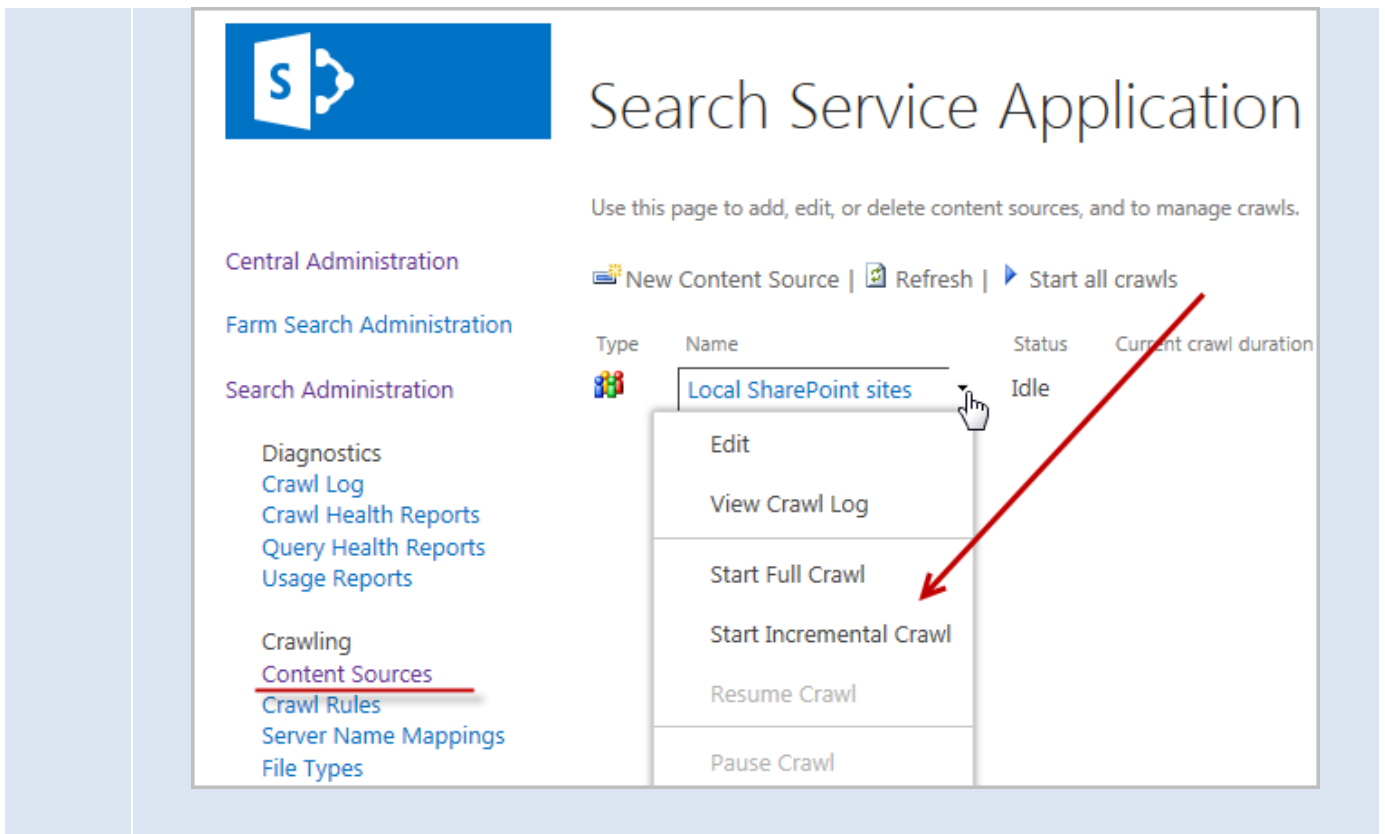 S
Search Service Application
Use this page to add, edit, or delete content sources, and to manage crawls.
Central Administration
Farm Search Administration
Search Administration
Diagnostics
Crawl Log
Crawl Health Reports
Query Health Reports
Usage Reports
Crawling
Content Sources
Crawl Rules
Server Name Mappings
File Types
New Content Source | Refresh | Start all crawls
Type Name Status Current crawl duration
Local SharePoint sites Idle
Edit
View Crawl Log
Start Full Crawl
Start Incremental Crawl
Resume Crawl
Pause Crawl